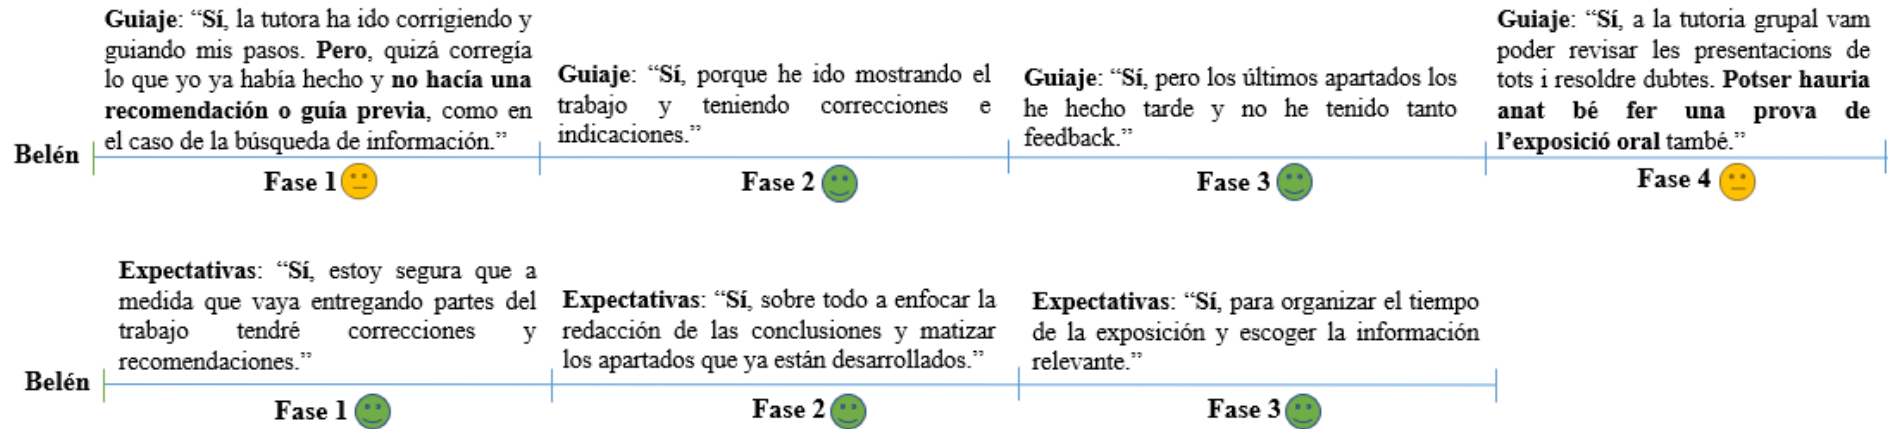 Guiaje: “Sí, la tutora ha ido corrigiendo y
guiando mis pasos. Pero, quizá corregía
lo que yo ya había hecho y no hacía una
recomendación o guía previa, como en
el caso de la búsqueda de información.”
Guiaje: “Sí, porque he ido mostrando el
trabajo y teniendo correcciones e
indicaciones.”
Guiaje: “Sí, pero los últimos apartados los
he hecho tarde y no he tenido tanto
feedback.”
Guiaje: “Sí, a la tutoria grupal vam
poder revisar les presentacions de
tots i resoldre dubtes. Potser hauria
anat bé fer una prova de
l’exposició oral també.”
Belén
Fase 1
Fase 2
Fase 3
Fase 4
Expectativas: “Sí, estoy segura que a
medida que vaya entregando partes del
trabajo tendré correcciones y
recomendaciones.”
Expectativas: “Sí, sobre todo a enfocar la
redacción de las conclusiones y matizar
los apartados que ya están desarrollados.”
Expectativas: “Sí, para organizar el tiempo
de la exposición y escoger la información
relevante.”
Belén
Fase 1
Fase 2
Fase 3